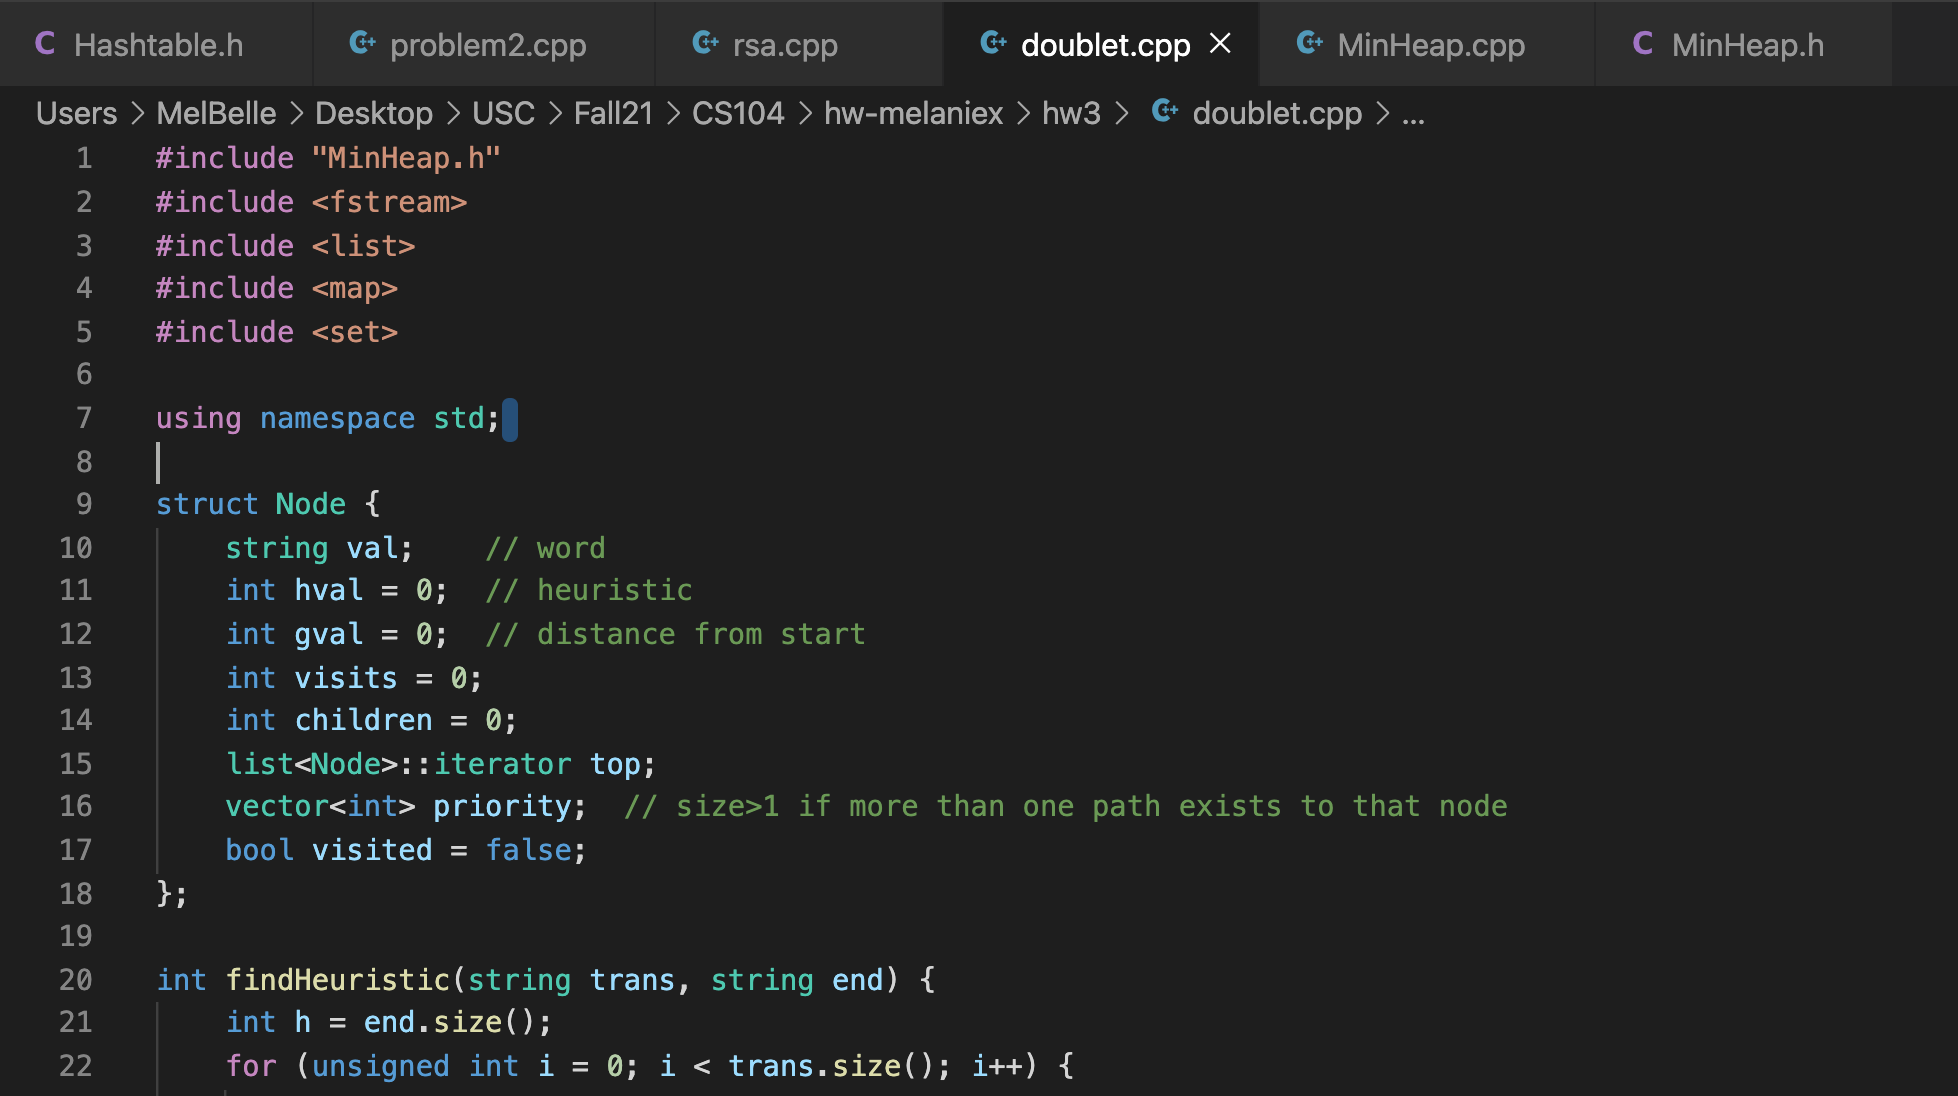 Hashtable.h problem2.cpp rsa.cpp doublet.cpp MinHeap.cpp MinHeap.h
Users > MelBelle > Desktop > USC > Fall21 > CS104 > hw-melaniex > hw3 > doublet.cpp > ...
1 #include "MinHeap.h"
2 #include <fstream>
3 #include <list>
4 #include <map>
5 #include <set>
6
7 using namespace std;
8
9 struct Node {
10 string val; // word
11 int hval = 0; // heuristic
12 int gval = 0; // distance from start
13 int visits = 0;
14 int children = 0;
15 list<Node>::iterator top;
16 vector<int> priority; // size>1 if more than one path exists to that node
17 bool visited = false;
18 };
19
20 int findHeuristic(string trans, string end) {
21 int h = end.size();
22 for (unsigned int i = 0; i < trans.size(); i++) {